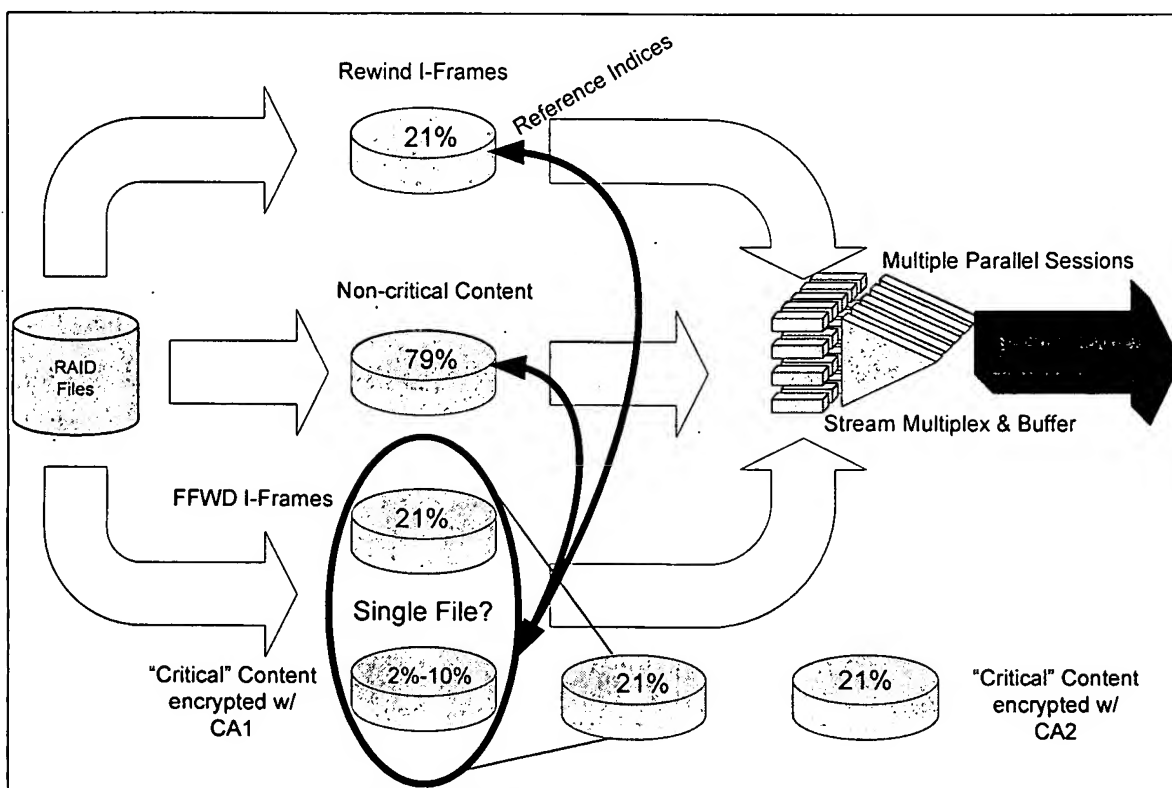 Rewind I-Frames
Reference Indices
21%
Multiple Parallel Sessions
Non-critical Content
RAID
Files
79%
Stream Multiplex & Buffer
FFWD I-Frames
21%
Single File?
"Critical" Content
encrypted w/
CA1
2%-10%
21%
21%
"Critical" Content
encrypted w/
CA2